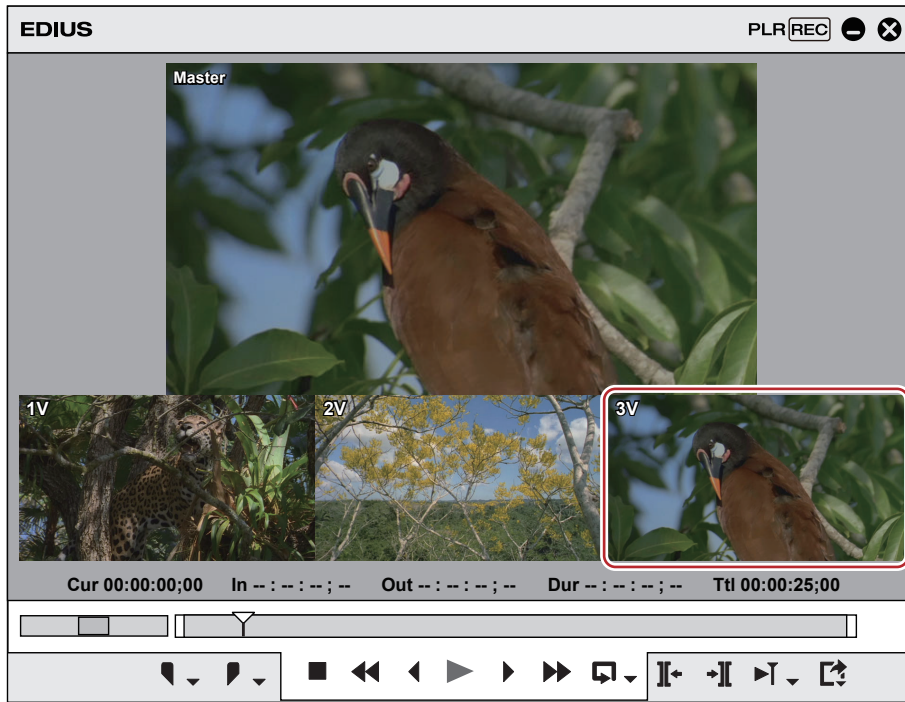 EDIUS
PLR REC
Master
1V
2V
3V
Cur 00:00:00;00 In -- : -- : -- ; -- Out -- : -- : -- ; -- Dur -- : -- : -- ; -- Ttl 00:00:25;00